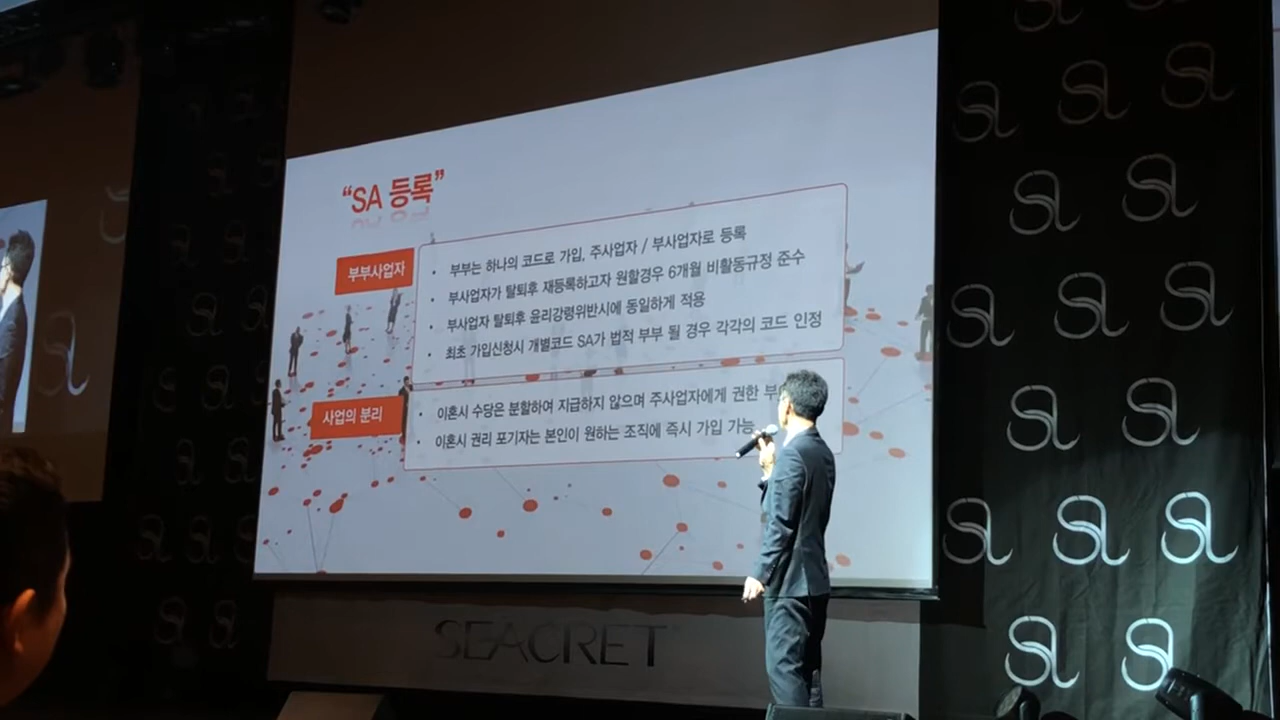 “SA 등록”
부부사업자
• 부부는 하나의 코드로 가입, 주사업자 / 부사업자로 등록
• 부사업자가 탈퇴후 재등록하고자 원할경우 6개월 비활동규정 준수
• 부사업자 탈퇴후 윤리강령위반시에 동일하게 적용
• 최초 가입신청시 개별코드 SA가 법적 부부 될 경우 각각의 코드 인정
사업의 분리
• 이혼시 수당은 분할하여 지급하지 않으며 주사업자에게 권한
• 이혼시 권리 포기자는 본인이 원하는 조직에 즉시 가입 가능
SEACRET